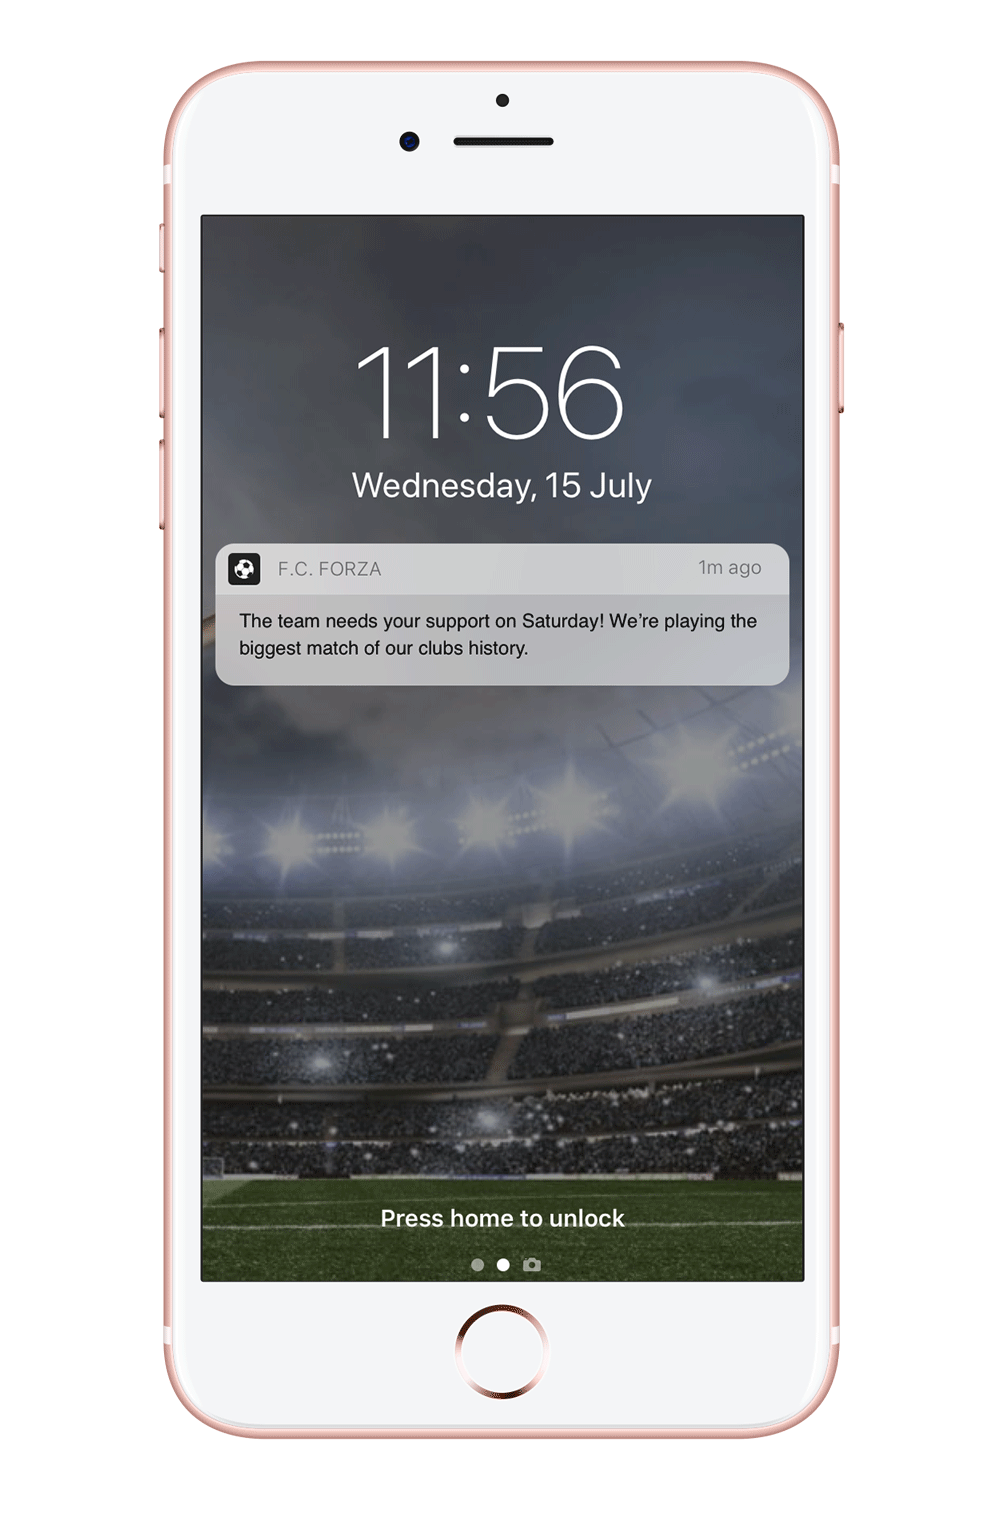 11:56
Wednesday, 15 July
F.C. FORZA 1m ago
The team needs your support on Saturday! We're playing the
biggest match of our clubs history.
Press home to unlock